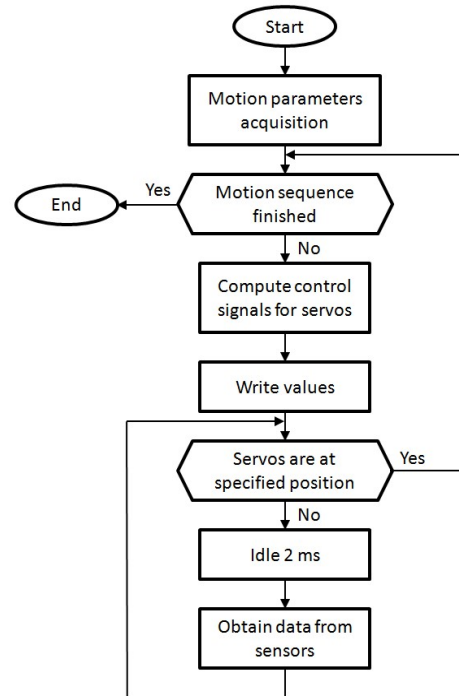 Start
Motion parameters
acquisition
Motion sequence
finished
Yes
End
No
Compute control
signals for servos
Write values
Servos are at
specified position
Yes
No
Idle 2 ms
Obtain data from
sensors